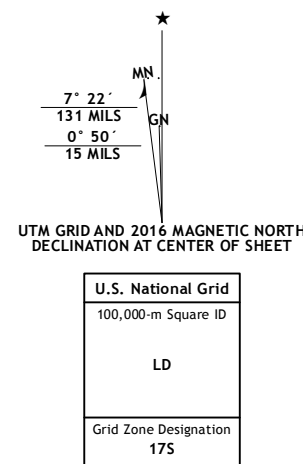 MN
7° 22´
131 MILS
GN
0° 50´
15 MILS
UTM GRID AND 2016 MAGNETIC NORTH
DECLINATION AT CENTER OF SHEET
U.S. National Grid
100,000-m Square ID
LD
Grid Zone Designation
17S